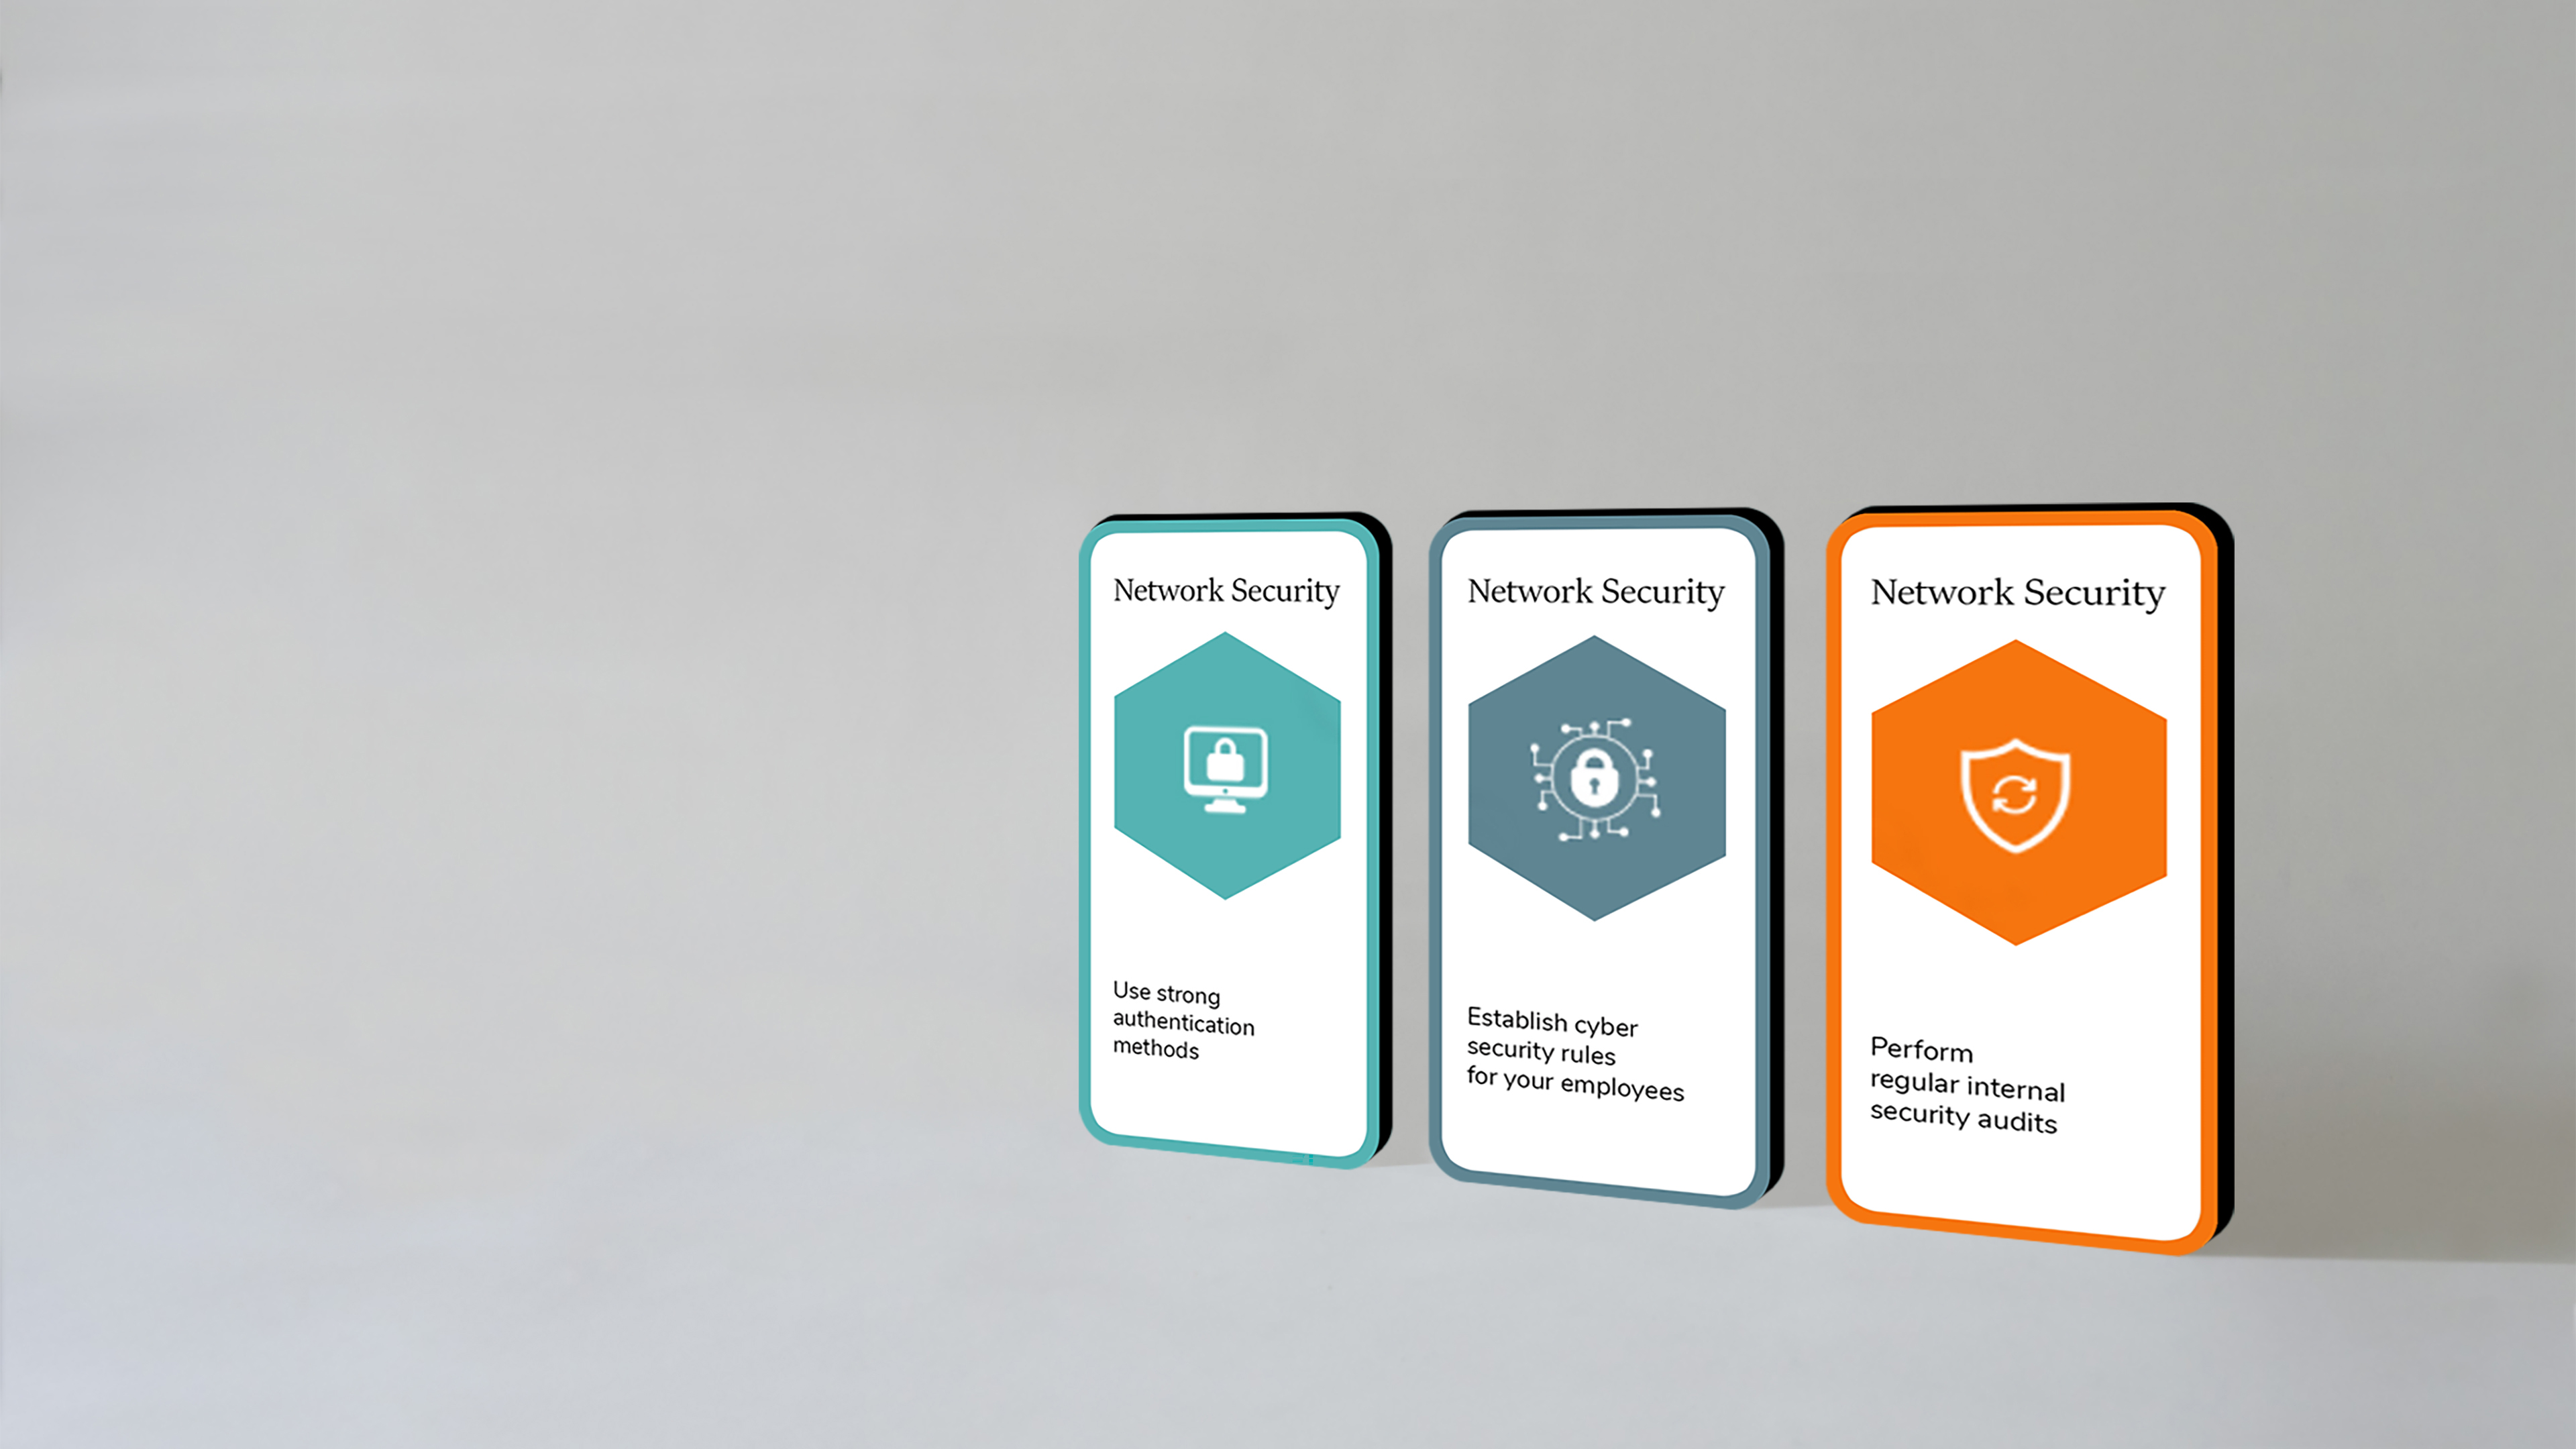 Network Security
Use strong
authentication
methods
Network Security
Establish cyber
security rules
for your employees
Network Security
Perform
regular internal
security audits